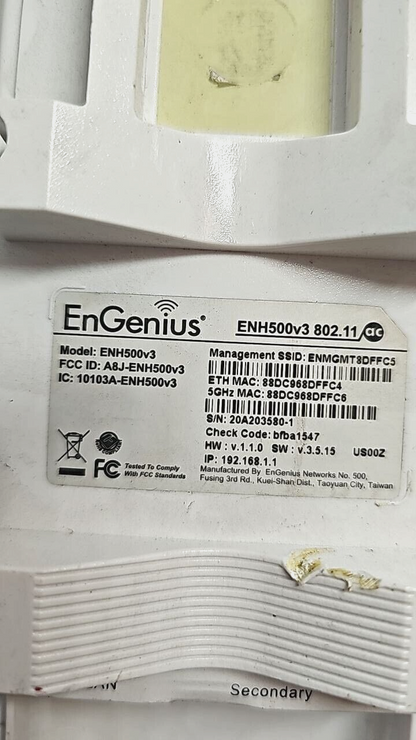 EnGenius®
ENH500v3 802.11 ac
Model: ENH500v3
FCC ID: A8J-ENH500v3
IC: 10103A-ENH500v3
Management SSID: ENMGMT8DFFC5
ETH MAC: 88DC968DFFC4
5GHz MAC: 88DC968DFFC6
S/N: 20A203580-1
Check Code: bfba1547
HW : v.1.1.0 SW : v.3.5.15 US00Z
IP: 192.168.1.1
FC Tested To Comply
With FCC Standards
Manufactured By EnGenius Networks No. 500,
Fusing 3rd Rd., Kuei-Shan Dist., Taoyuan City, Taiwan
Secondary